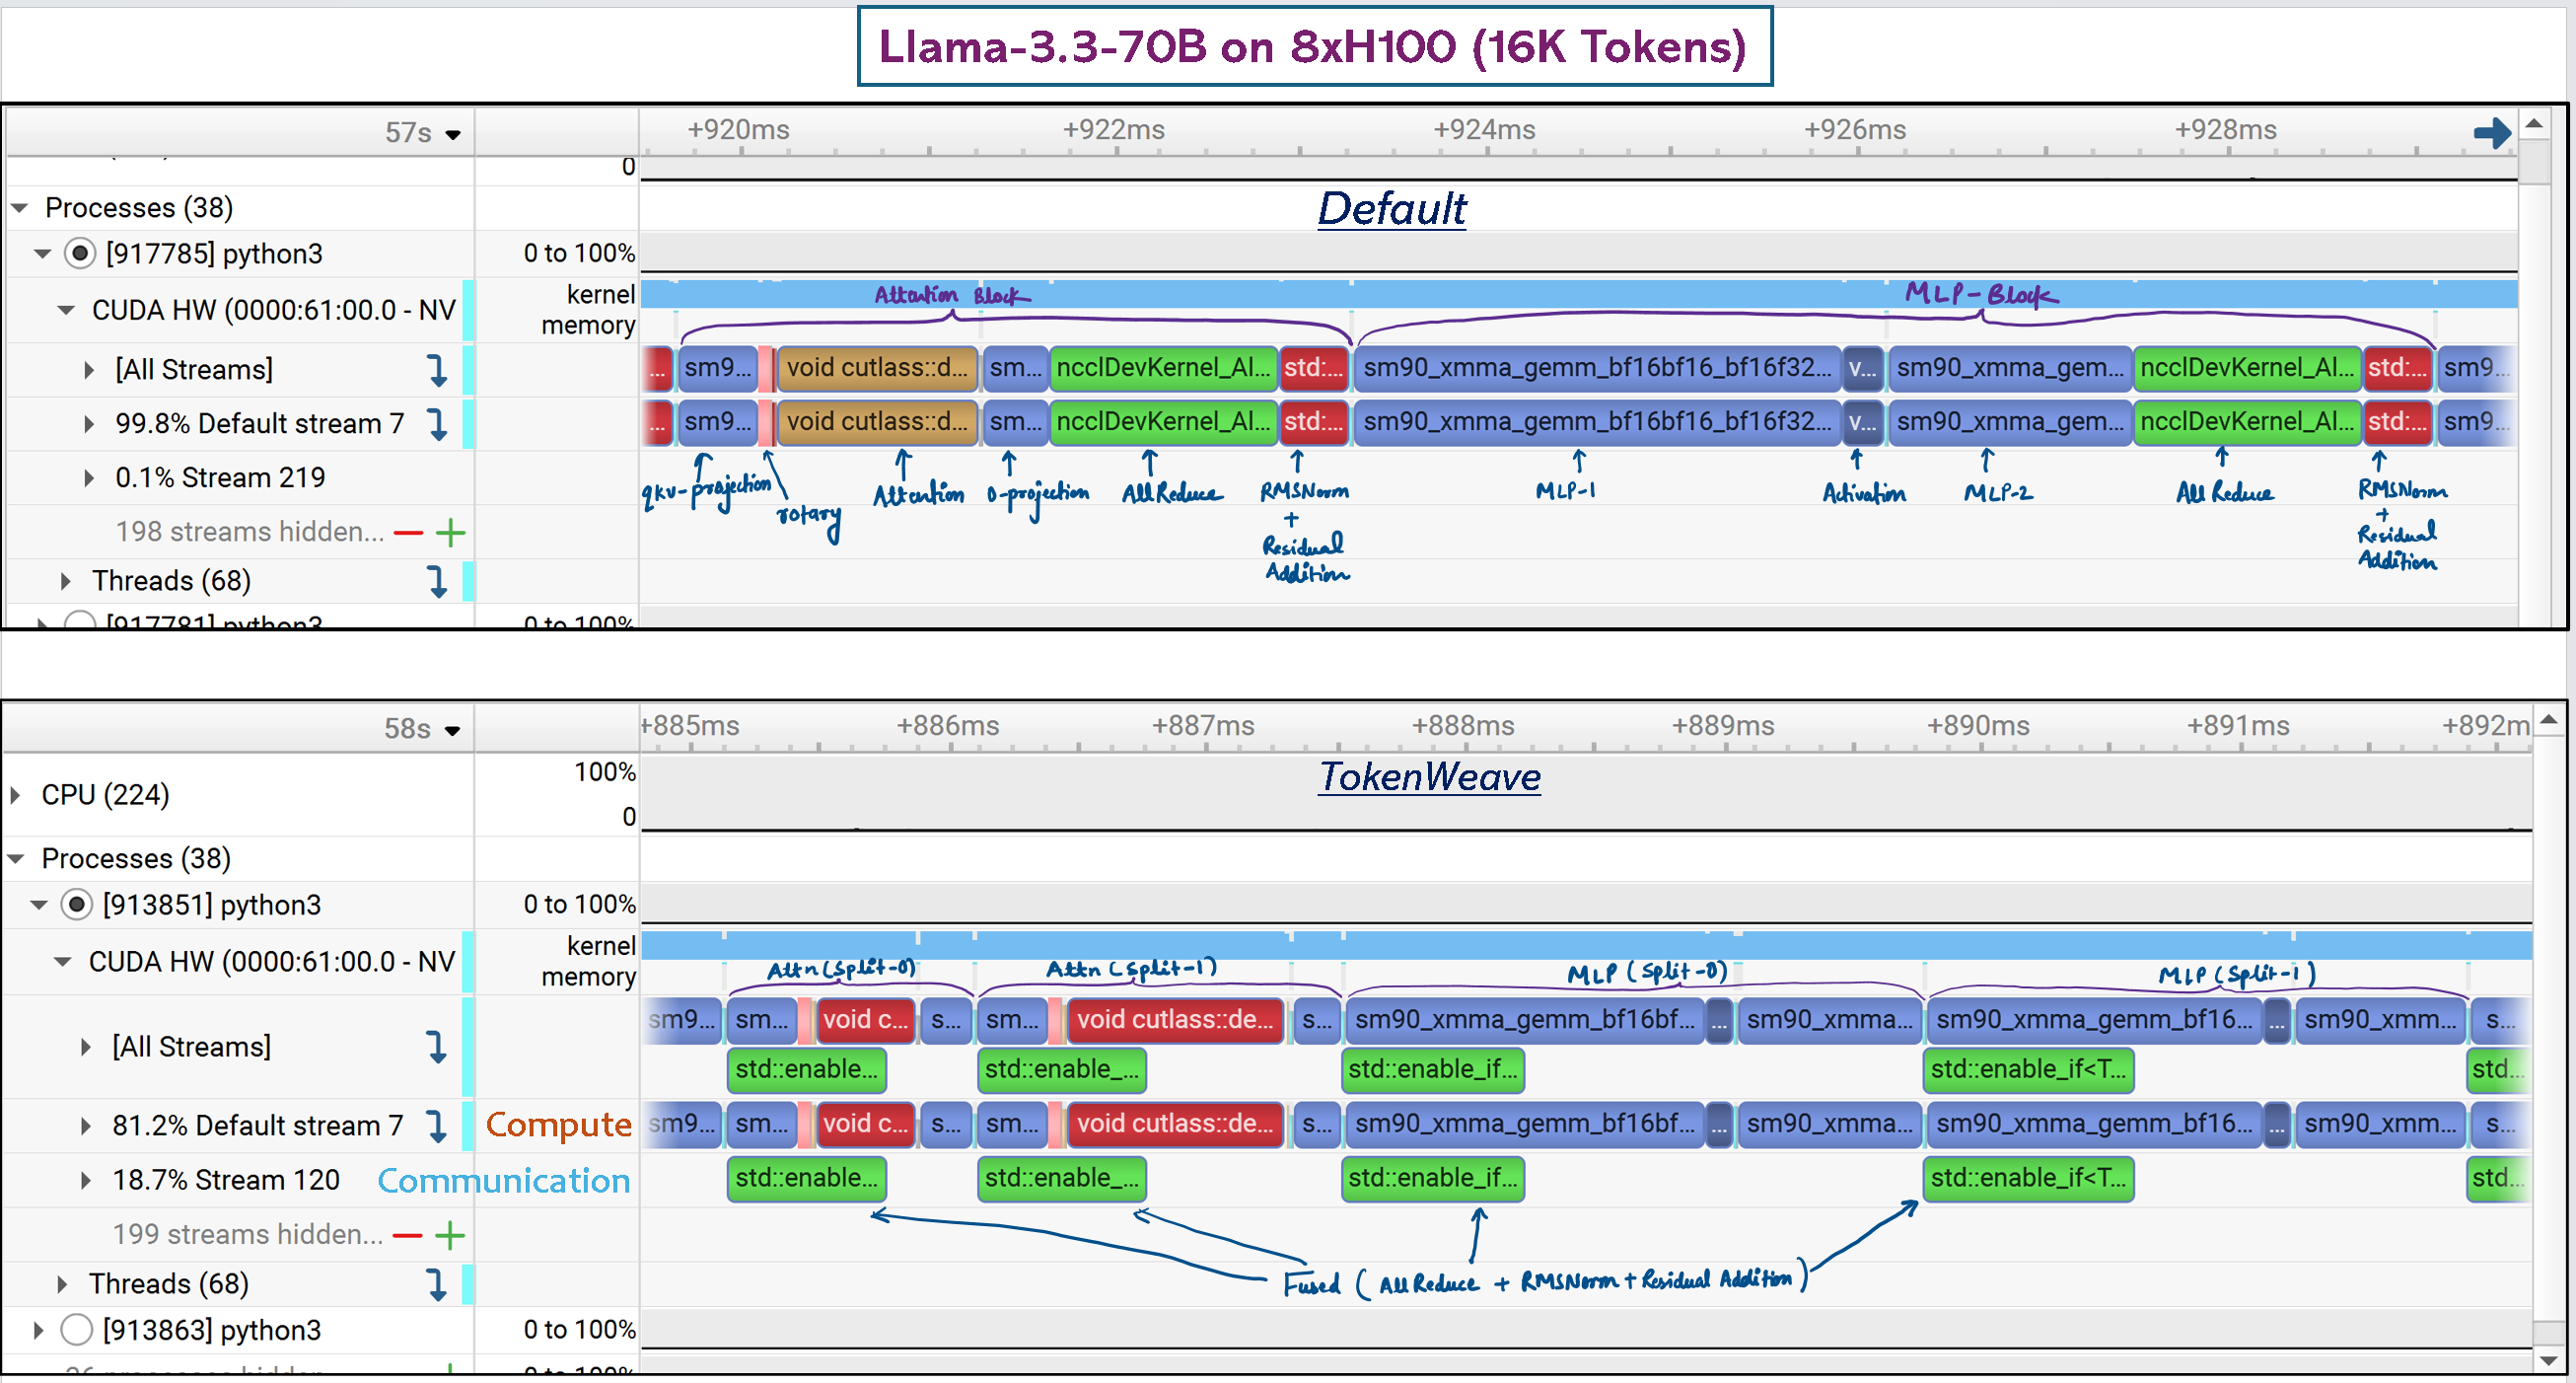 Llama-3.3-70B on 8xH100 (16K Tokens)
57s
+920ms +922ms +924ms +926ms +928ms
0
Default
Processes (38)
[917785] python3 0 to 100%
CUDA HW (0000:61:00.0 - NV kernel
memory
Attention Block MLP-Block
[All Streams] ... sm9... void cutlass::d... sm... ncclDevKernel_Al... std:... sm90_xmma_gemm_bf16bf16_bf16f32... v... sm90_xmma_gem... ncclDevKernel_Al... std:... sm9...
99.8% Default stream 7 ... sm9... void cutlass::d... sm... ncclDevKernel_Al... std:... sm90_xmma_gemm_bf16bf16_bf16f32... v... sm90_xmma_gem... ncclDevKernel_Al... std:... sm9...
0.1% Stream 219
qkv-projection rotary Attention O-projection AllReduce RMSNorm + Residual Addition MLP-1 Activation MLP-2 All Reduce RMSNorm + Residual Addition
198 streams hidden...
Threads (68)
[917781] python3 0 to 100%
58s
+885ms +886ms +887ms +888ms +889ms +890ms +891ms +892m
TokenWeave
CPU (224) 100%
0
Processes (38)
[913851] python3 0 to 100%
CUDA HW (0000:61:00.0 - NV kernel
memory
Attn (Split-0) Attn (Split-1) MLP (Split-0) MLP (Split-1)
[All Streams] sm9... sm... void c... s... sm... void cutlass::de... s... sm90_xmma_gemm_bf16bf... ... sm90_xmma... sm90_xmma_gemm_bf16... ... sm90_xmm... s...
std::enable... std::enable_... std::enable_if... std::enable_if<T... std...
81.2% Default stream 7 Compute sm9... sm... void c... s... sm... void cutlass::de... s... sm90_xmma_gemm_bf16bf... ... sm90_xmma... sm90_xmma_gemm_bf16... ... sm90_xmm... s...
18.7% Stream 120 Communication std::enable... std::enable_... std::enable_if... std::enable_if<T... std...
199 streams hidden...
Fused (AllReduce + RMSNorm + Residual Addition)
Threads (68)
[913863] python3 0 to 100%
0 to 100%